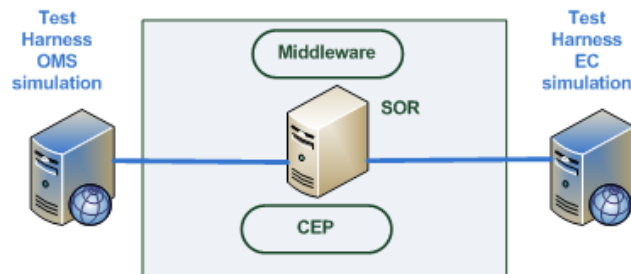 Test
Harness
OMS
simulation
Middleware
SOR
CEP
Test
Harness
EC
simulation